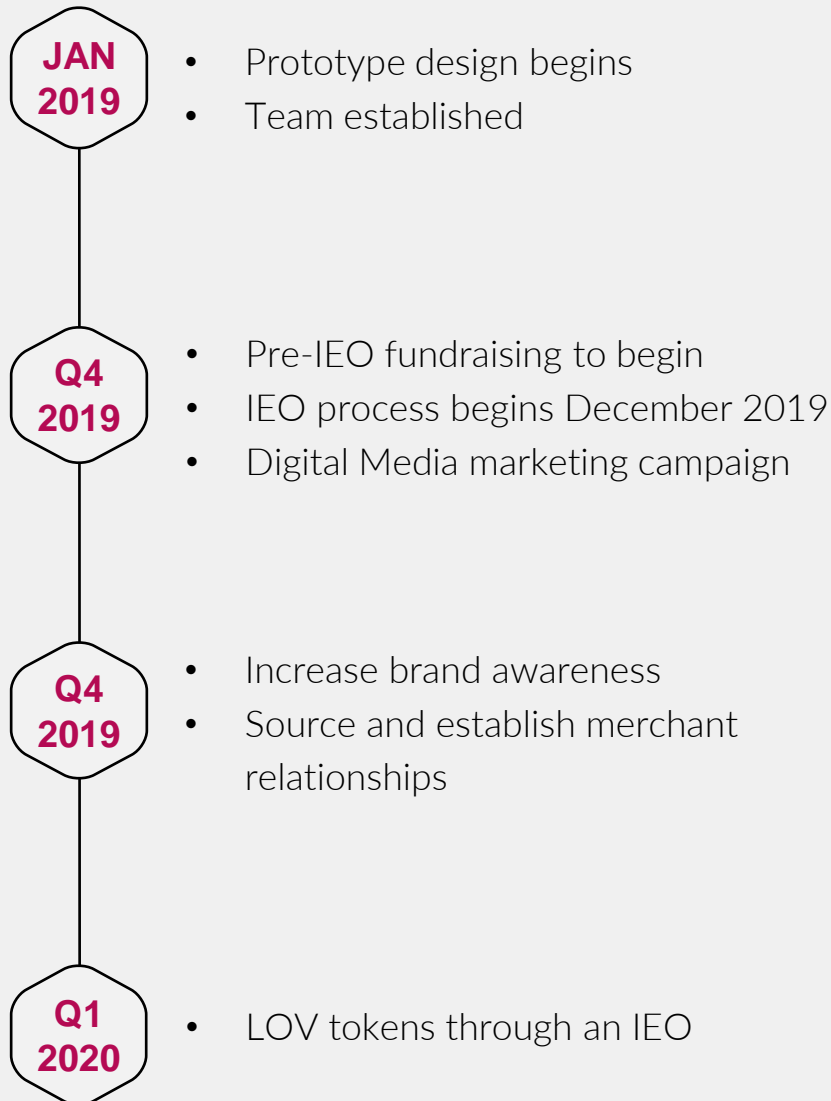 JAN
2019
• Prototype design begins
• Team established
Q4
2019
• Pre-IEO fundraising to begin
• IEO process begins December 2019
• Digital Media marketing campaign
Q4
2019
• Increase brand awareness
• Source and establish merchant
relationships
Q1
2020
• LOV tokens through an IEO